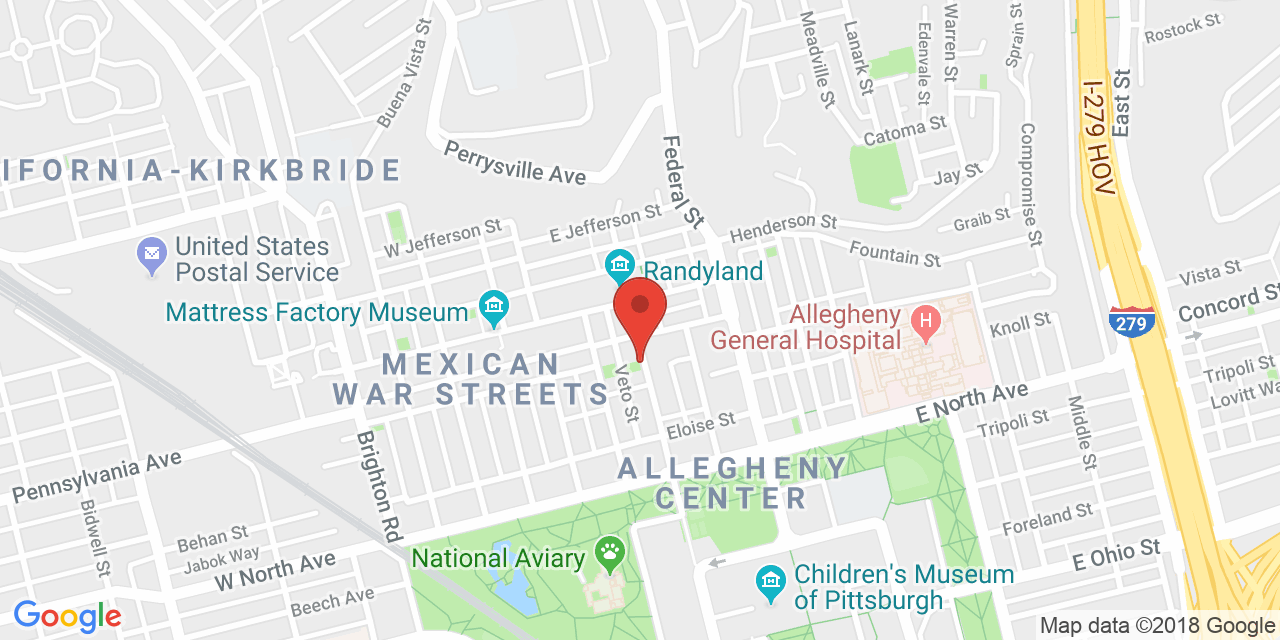 Buena Vista St
Meadville St
Lanark St
Edenvale St
Warren St
Rostock St
I-279 HOV
East St
Catoma St
Compromise St
Perrysville Ave
Federal St
IFORNIA-KIRKBRIDE
Jay St
Graib St
W Jefferson St
E Jefferson St
Henderson St
Fountain St
United States
Postal Service
Randyland
Vista St
Concord St
Mattress Factory Museum
Allegheny
General Hospital
H
Knoll St
279
MEXICAN
WAR STREETS
Veto St
Tripoli St
Lovitt Wa
E North Ave
Eloise St
Tripoli St
Middle St
Brighton Rd
Pennsylvania Ave
ALLEGHENY
CENTER
Bidwell St
Behan St
Jabok Way
W North Ave
Beech Ave
Foreland St
E Ohio St
National Aviary
Children's Museum
of Pittsburgh
Google
Map data ©2018 Google